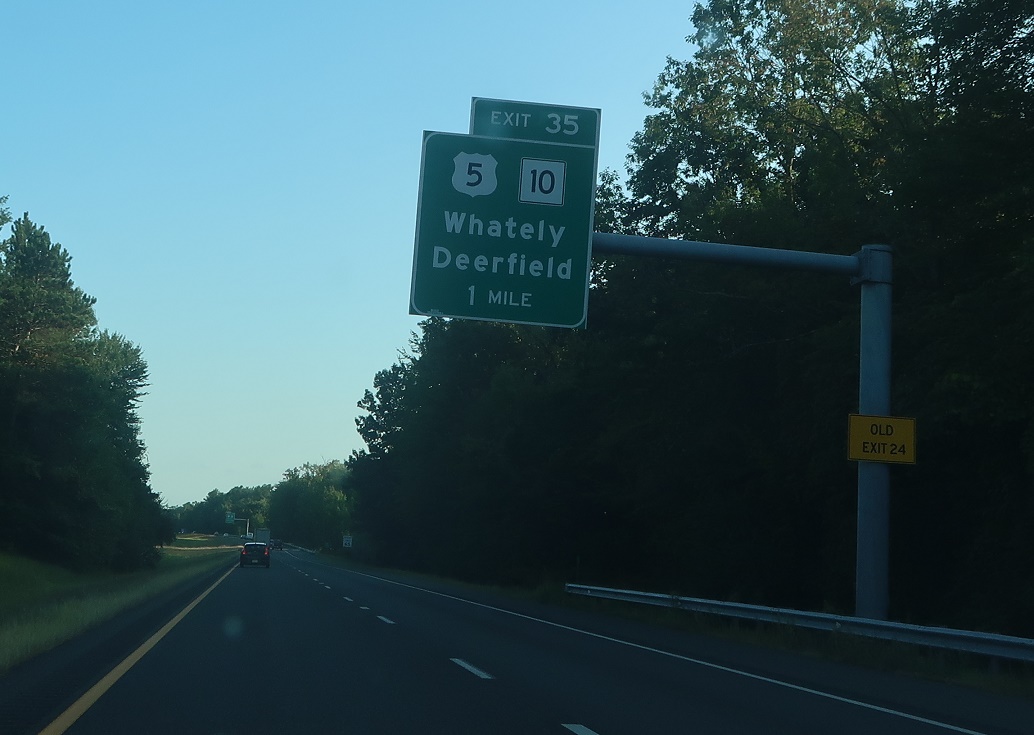 EXIT 35
5 10
Whately
Deerfield
1 MILE
OLD
EXIT 24